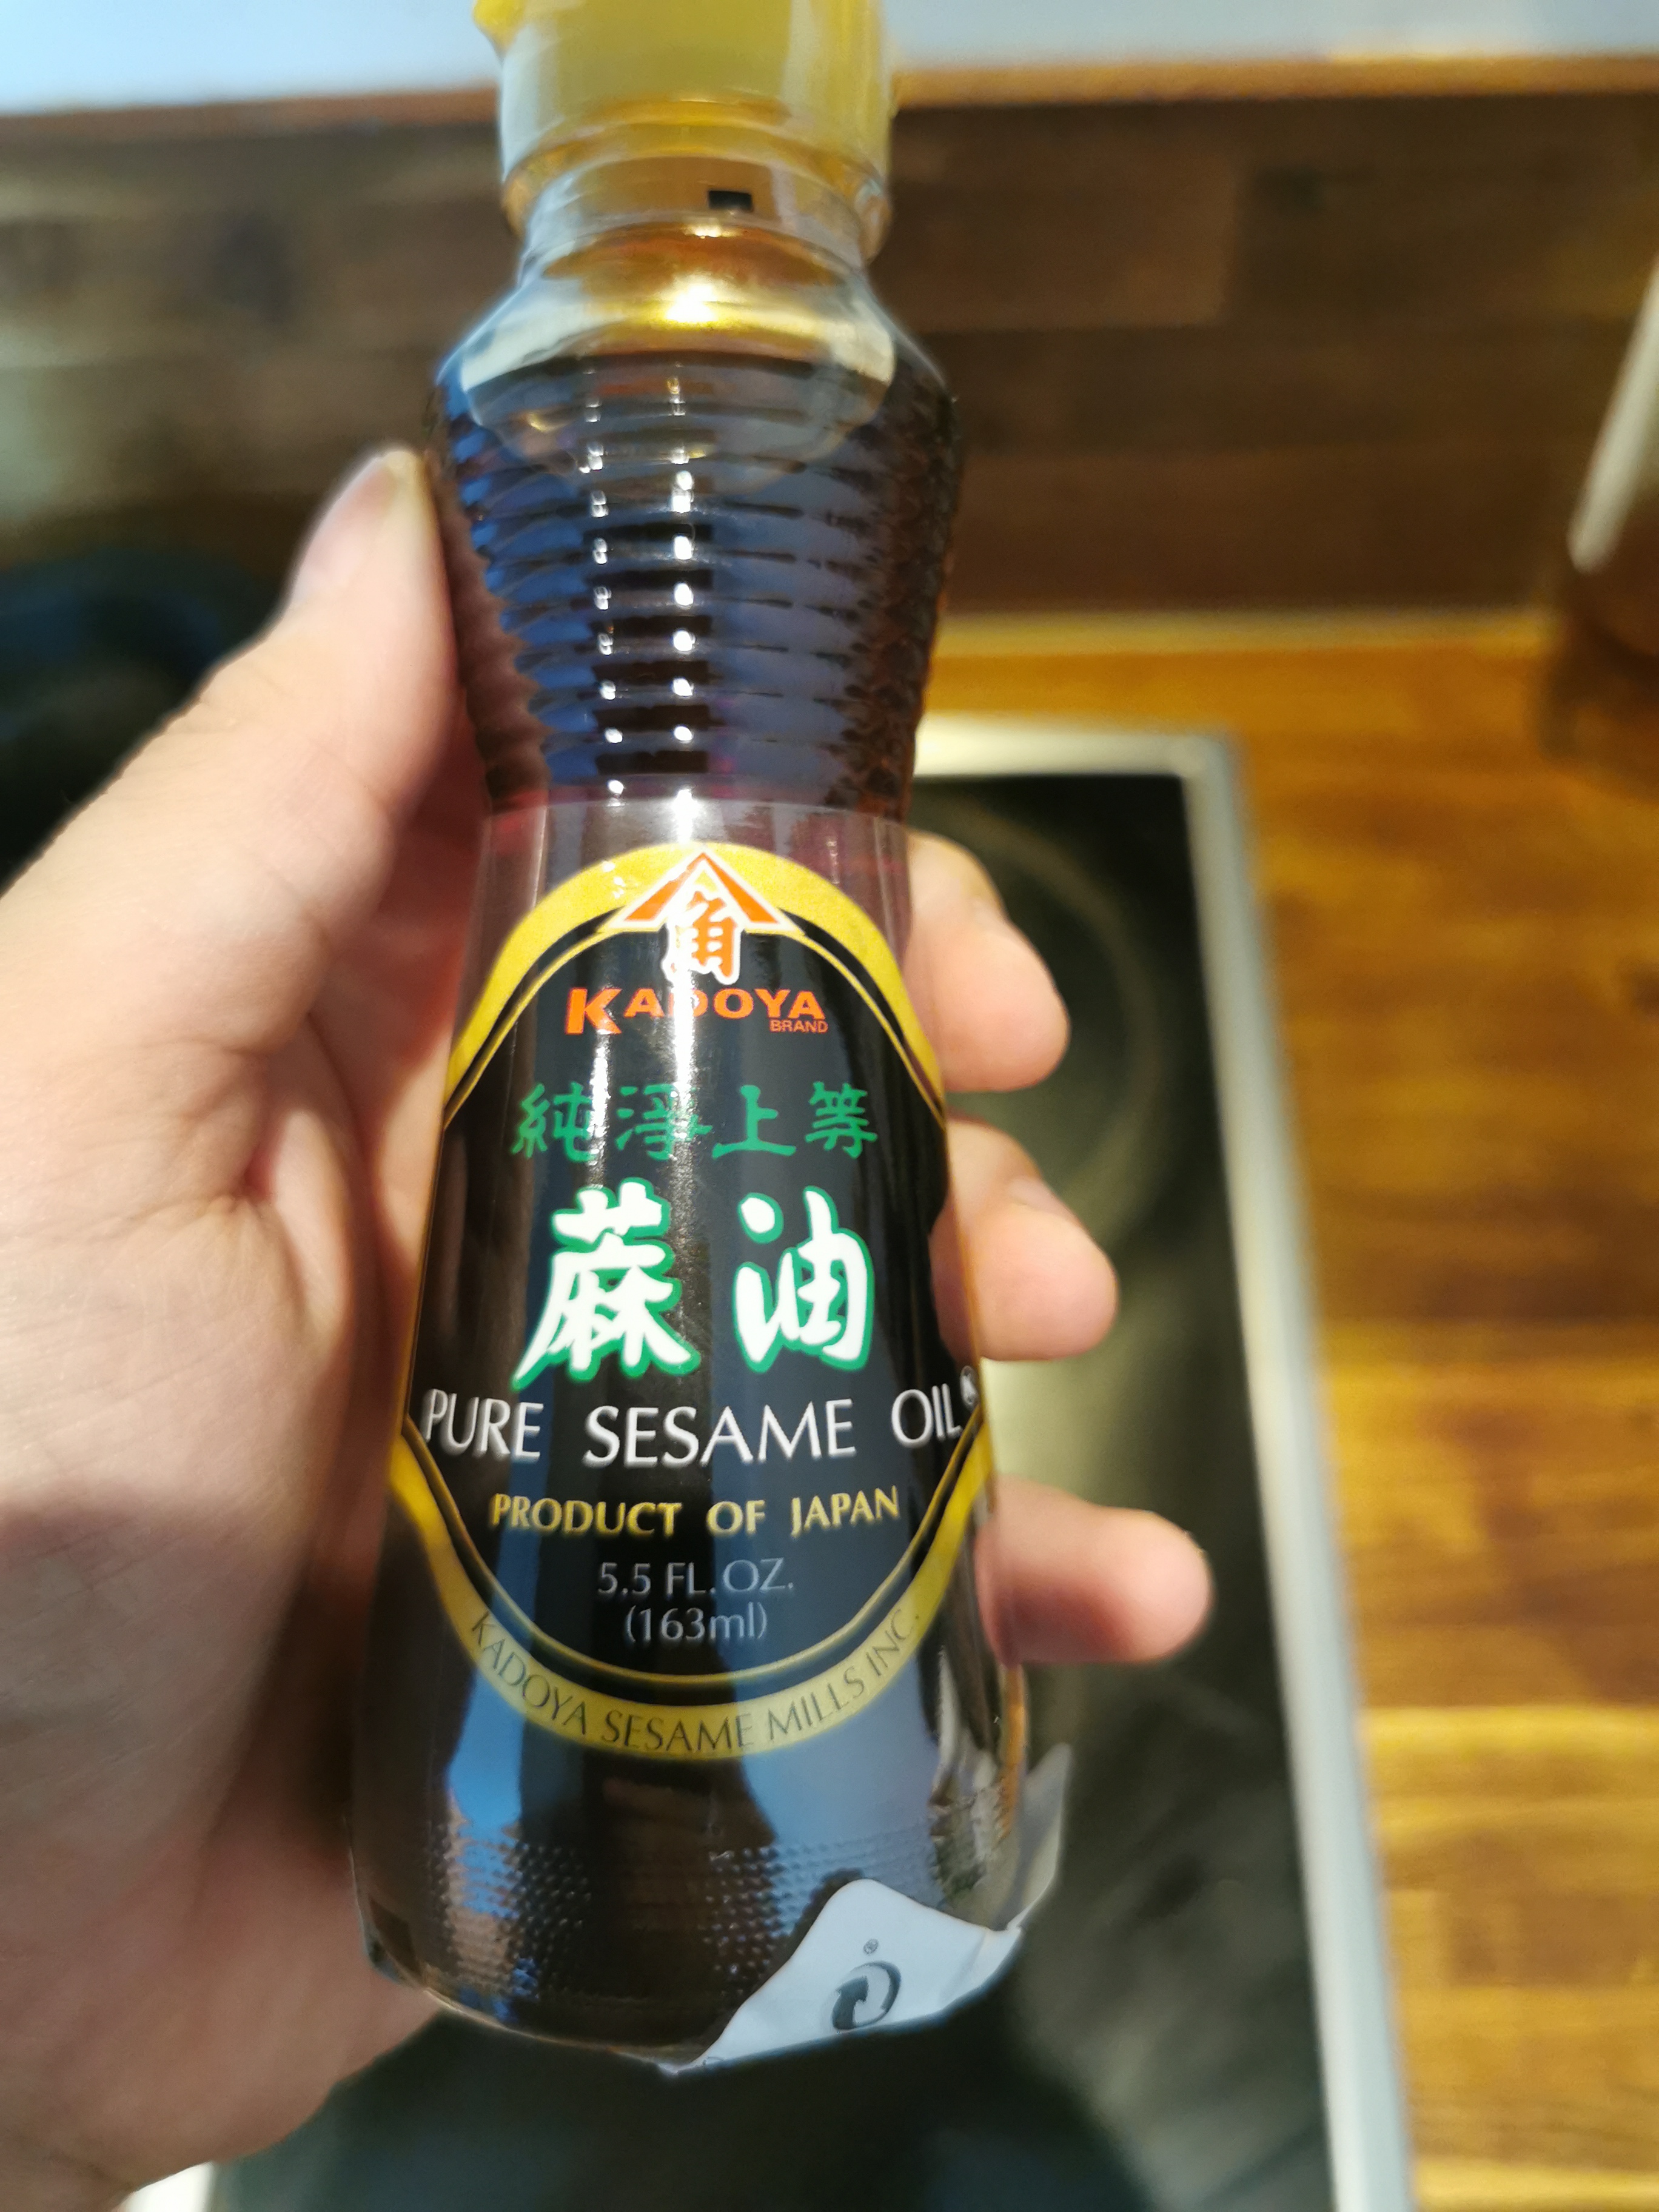 角
KADOYA
BRAND
純淨上等
蔴油
PURE SESAME OIL
PRODUCT OF JAPAN
5.5 FL.OZ.
(163ml)
KADOYA SESAME MILLS INC.
®